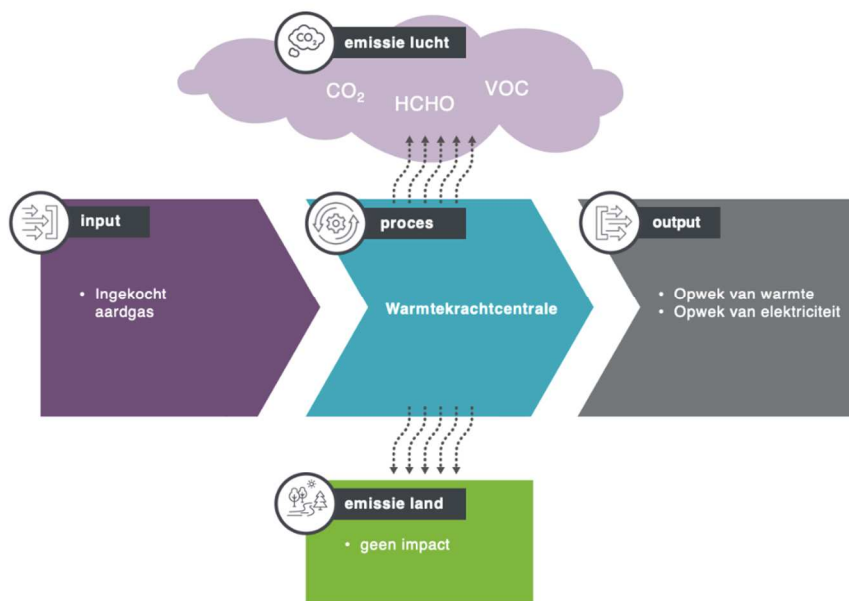 CO₂
emissie lucht
CO₂
HCHO
VOC
input
• Ingekocht
aardgas
proces
Warmtekrachtcentrale
output
• Opwek van warmte
• Opwek van elektriciteit
emissie land
• geen impact